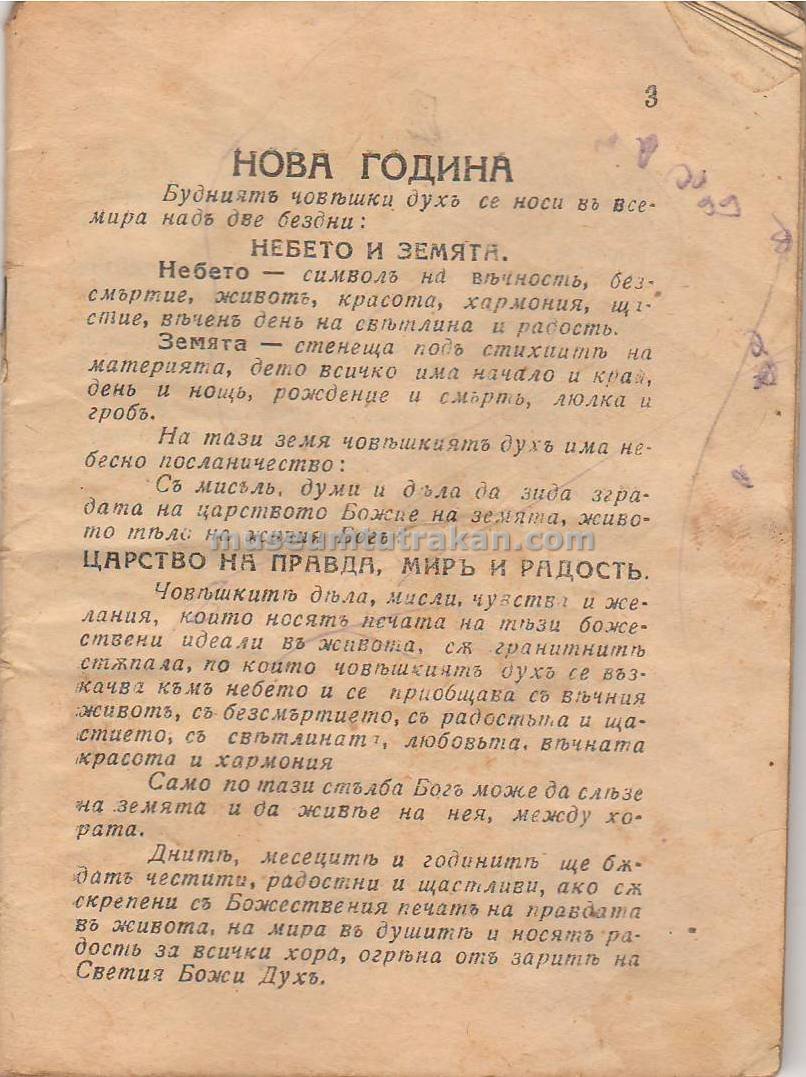 3
НОВА ГОДИНА
Будниятъ човѣшки духъ се носи въ все-
мира надъ две бездни:
НЕБЕТО И ЗЕМЯТА.
Небето — символъ на вѣчность, без-
смъртие, животъ, красота, хармония, ща-
стие, вѣченъ день на свѣтлина и радость.
Земята — стенеща подъ стихиитѣ на
материята, дето всичко има начало и край,
день и нощь, рождение и смърть, люлка и
гробъ.
На тази земя човѣшкиятъ духъ има не-
бесно посланичество:
Съ мисъль, думи и дѣла да зида згра-
дата на царството Божие на земята, живо-
то тѣло на живия Богъ
museumtutrakan.com
ЦАРСТВО НА ПРАВДА, МИРЪ И РАДОСТЬ.
Човѣшкитѣ дѣла, мисли, чувства и же-
лания, които носятъ печата на тѣзи боже-
ствени идеали въ живота, сѫ гранитнитѣ
стѫпала, по които човѣшкиятъ духъ се въз-
качва къмъ небето и се приобщава съ вѣчния
животъ, съ безсмъртието, съ радостьта и ща-
стието, съ свѣтлината, любовьта, вѣчната
красота и хармония
Само по тази стълба Богъ може да слѣзе
на земята и да живѣе на нея, между хо-
рата.
Днитѣ, месецитѣ и годинитѣ ще бѫ-
датъ честити, радостни и щастливи, ако сѫ
скрепени съ Божествения печатъ на правдата
въ живота, на мира въ душитѣ и носятъ ра-
дость за всички хора, огрѣна отъ заритѣ на
Светия Божи Духъ.